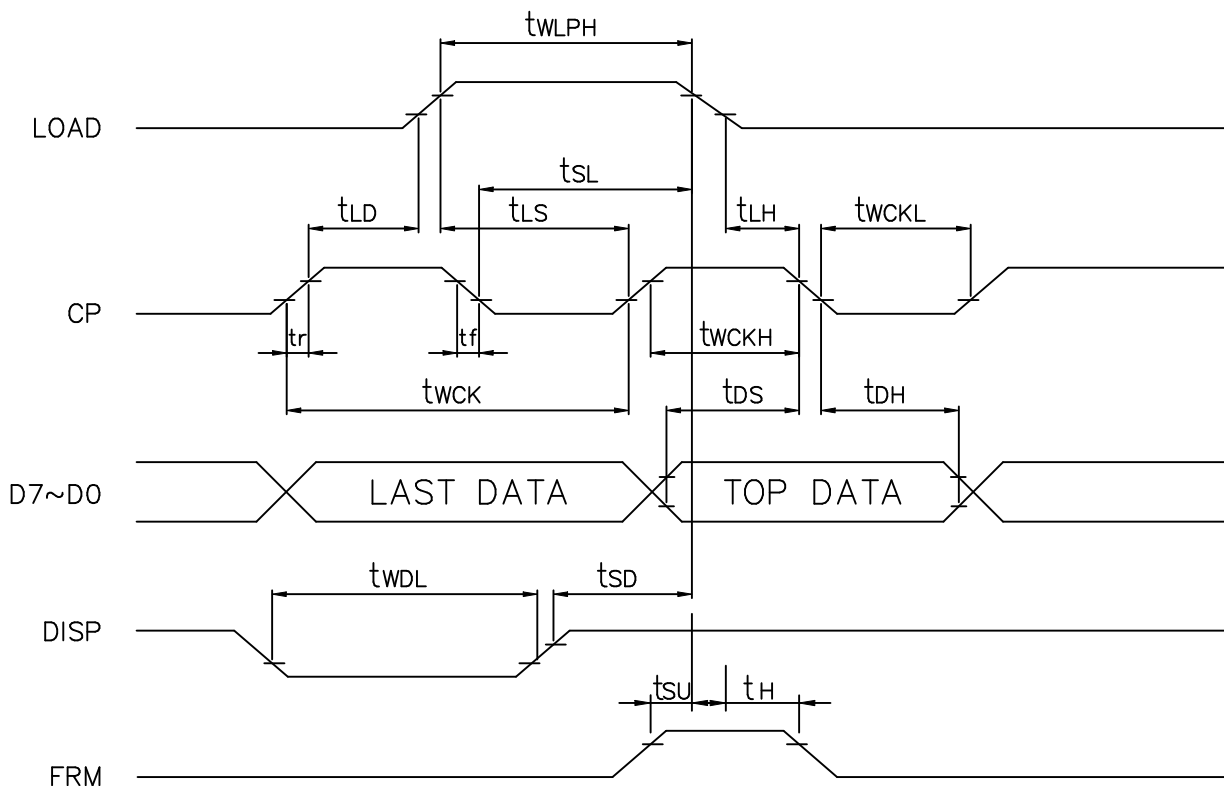 tWLPH
LOAD
tSL
tLD
tLS
tLH
tWCKL
CP
tr
tf
tWCKH
tWCK
tDS
tDH
D7~D0
LAST DATA
TOP DATA
tWDL
tSD
DISP
tSU
tH
FRM